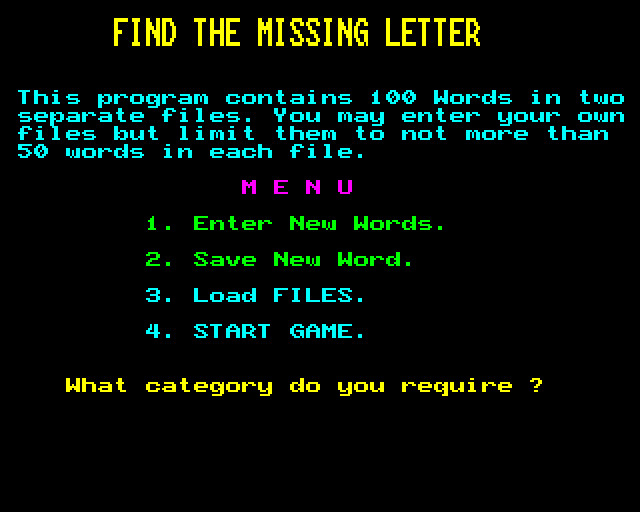 FIND THE MISSING LETTER
This program contains 100 Words in two
separate files. You may enter your own
files but limit them to not more than
50 words in each file.
M E N U
1. Enter New Words.
2. Save New Word.
3. Load FILES.
4. START GAME.
What category do you require ?